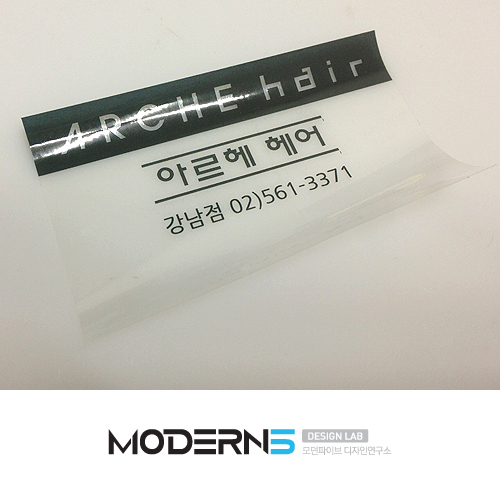 ARCHE hair
아르헤 헤어
강남점 02)561-3371
MODERN5 DESIGN LAB
모던파이브 디자인연구소